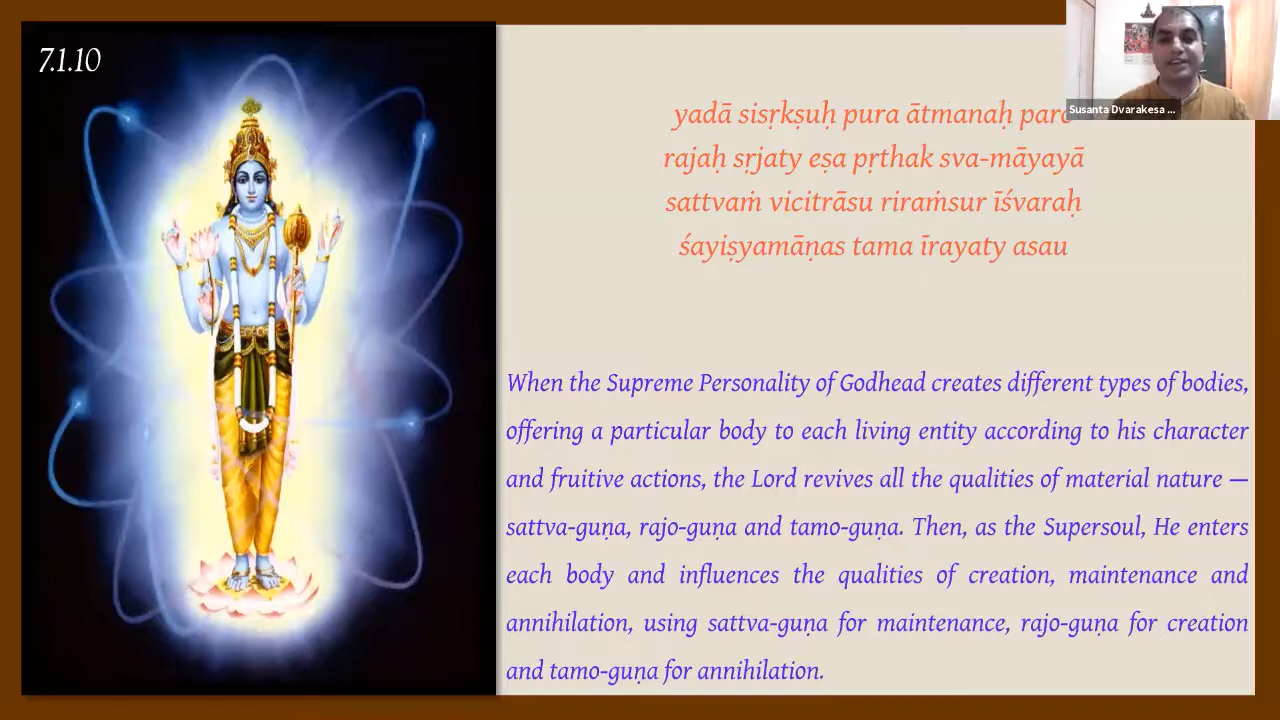 7.1.10
Susanta Dvarakesa ...
yadā sisṛkṣuḥ pura ātmanaḥ
rajaḥ sṛjaty eṣa pṛthak sva-māyayā
sattvaṁ vicitrāsu riraṁsur īśvaraḥ
śayiṣyamāṇas tama īrayaty asau
When the Supreme Personality of Godhead creates different types of bodies,
offering a particular body to each living entity according to his character
and fruitive actions, the Lord revives all the qualities of material nature —
sattva-guṇa, rajo-guṇa and tamo-guṇa. Then, as the Supersoul, He enters
each body and influences the qualities of creation, maintenance and
annihilation, using sattva-guṇa for maintenance, rajo-guṇa for creation
and tamo-guṇa for annihilation.